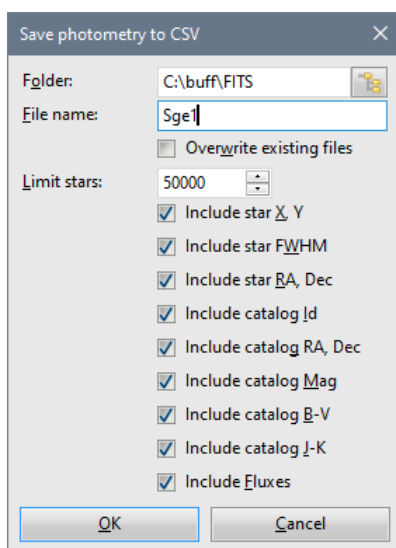 Save photometry to CSV
Folder: C:\buff\FITS
File name: Sge1
Overwrite existing files
Limit stars: 50000
Include star X, Y
Include star FWHM
Include star RA, Dec
Include catalog Id
Include catalog RA, Dec
Include catalog Mag
Include catalog B-V
Include catalog J-K
Include Fluxes
OK Cancel